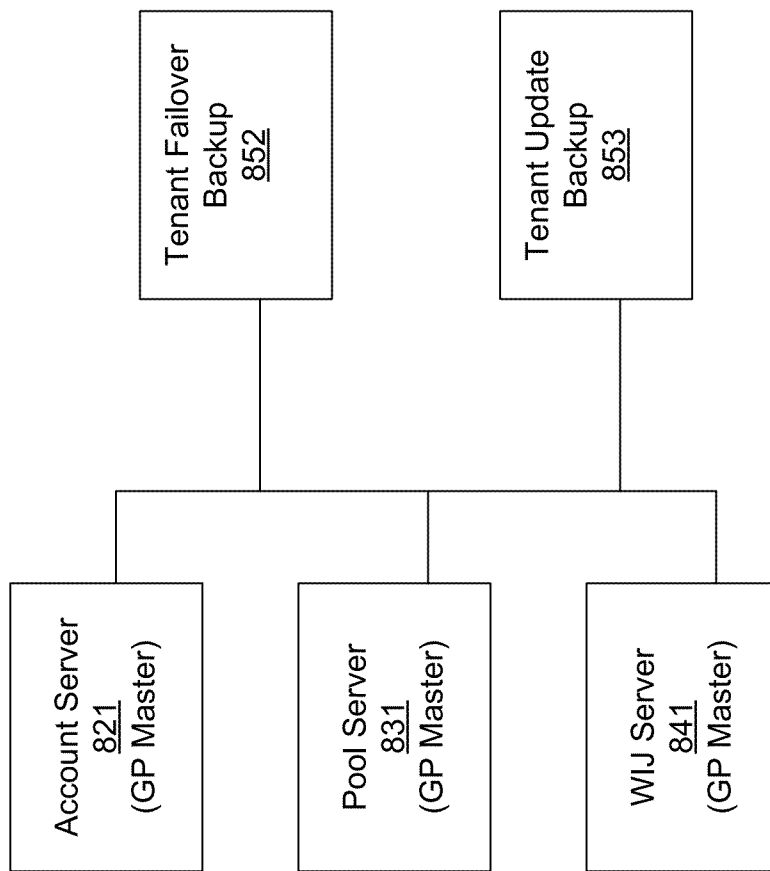 Account Server
821
(GP Master)
Pool Server
831
(GP Master)
WIJ Server
841
(GP Master)
Tenant Failover
Backup
852
Tenant Update
Backup
853